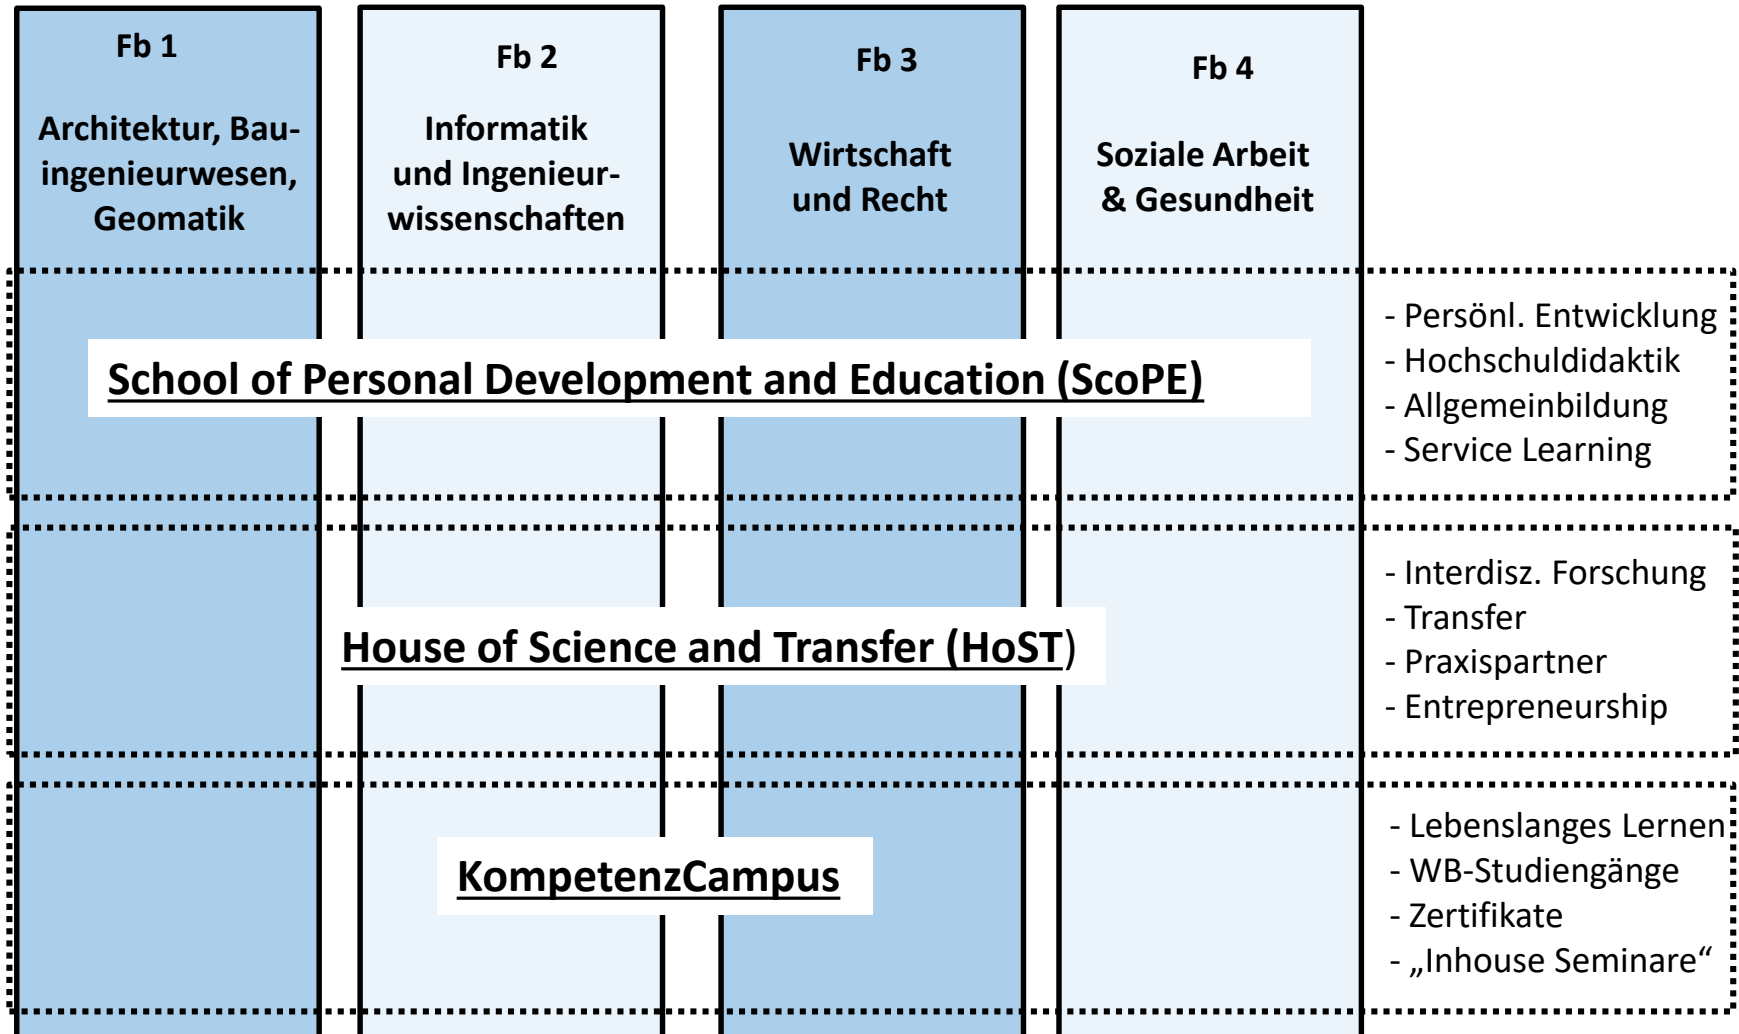 Fb 1
Architektur, Bau-
ingenieurwesen,
Geomatik
Fb 2
Informatik
und Ingenieur-
wissenschaften
Fb 3
Wirtschaft
und Recht
Fb 4
Soziale Arbeit
& Gesundheit
School of Personal Development and Education (ScoPE)
- Persönl. Entwicklung
- Hochschuldidaktik
- Allgemeinbildung
- Service Learning
House of Science and Transfer (HoST)
- Interdisz. Forschung
- Transfer
- Praxispartner
- Entrepreneurship
KompetenzCampus
- Lebenslanges Lernen
- WB-Studiengänge
- Zertifikate
- „Inhouse Seminare“